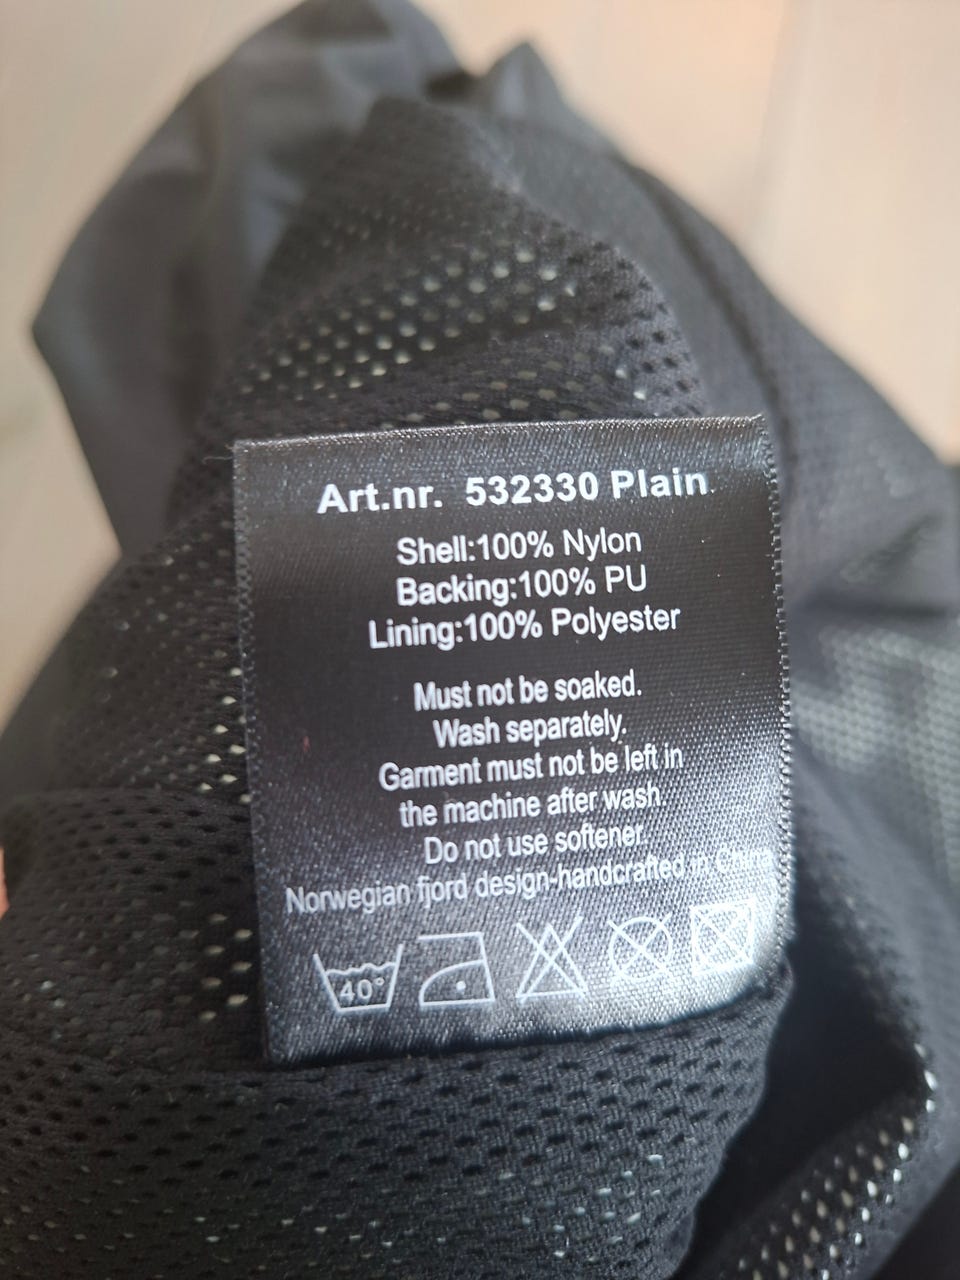 Art.nr. 532330 Plain
Shell:100% Nylon
Backing:100% PU
Lining:100% Polyester
Must not be soaked.
Wash separately.
Garment must not be left in
the machine after wash.
Do not use softener.
Norwegian fjord design-handcrafted in China
40°